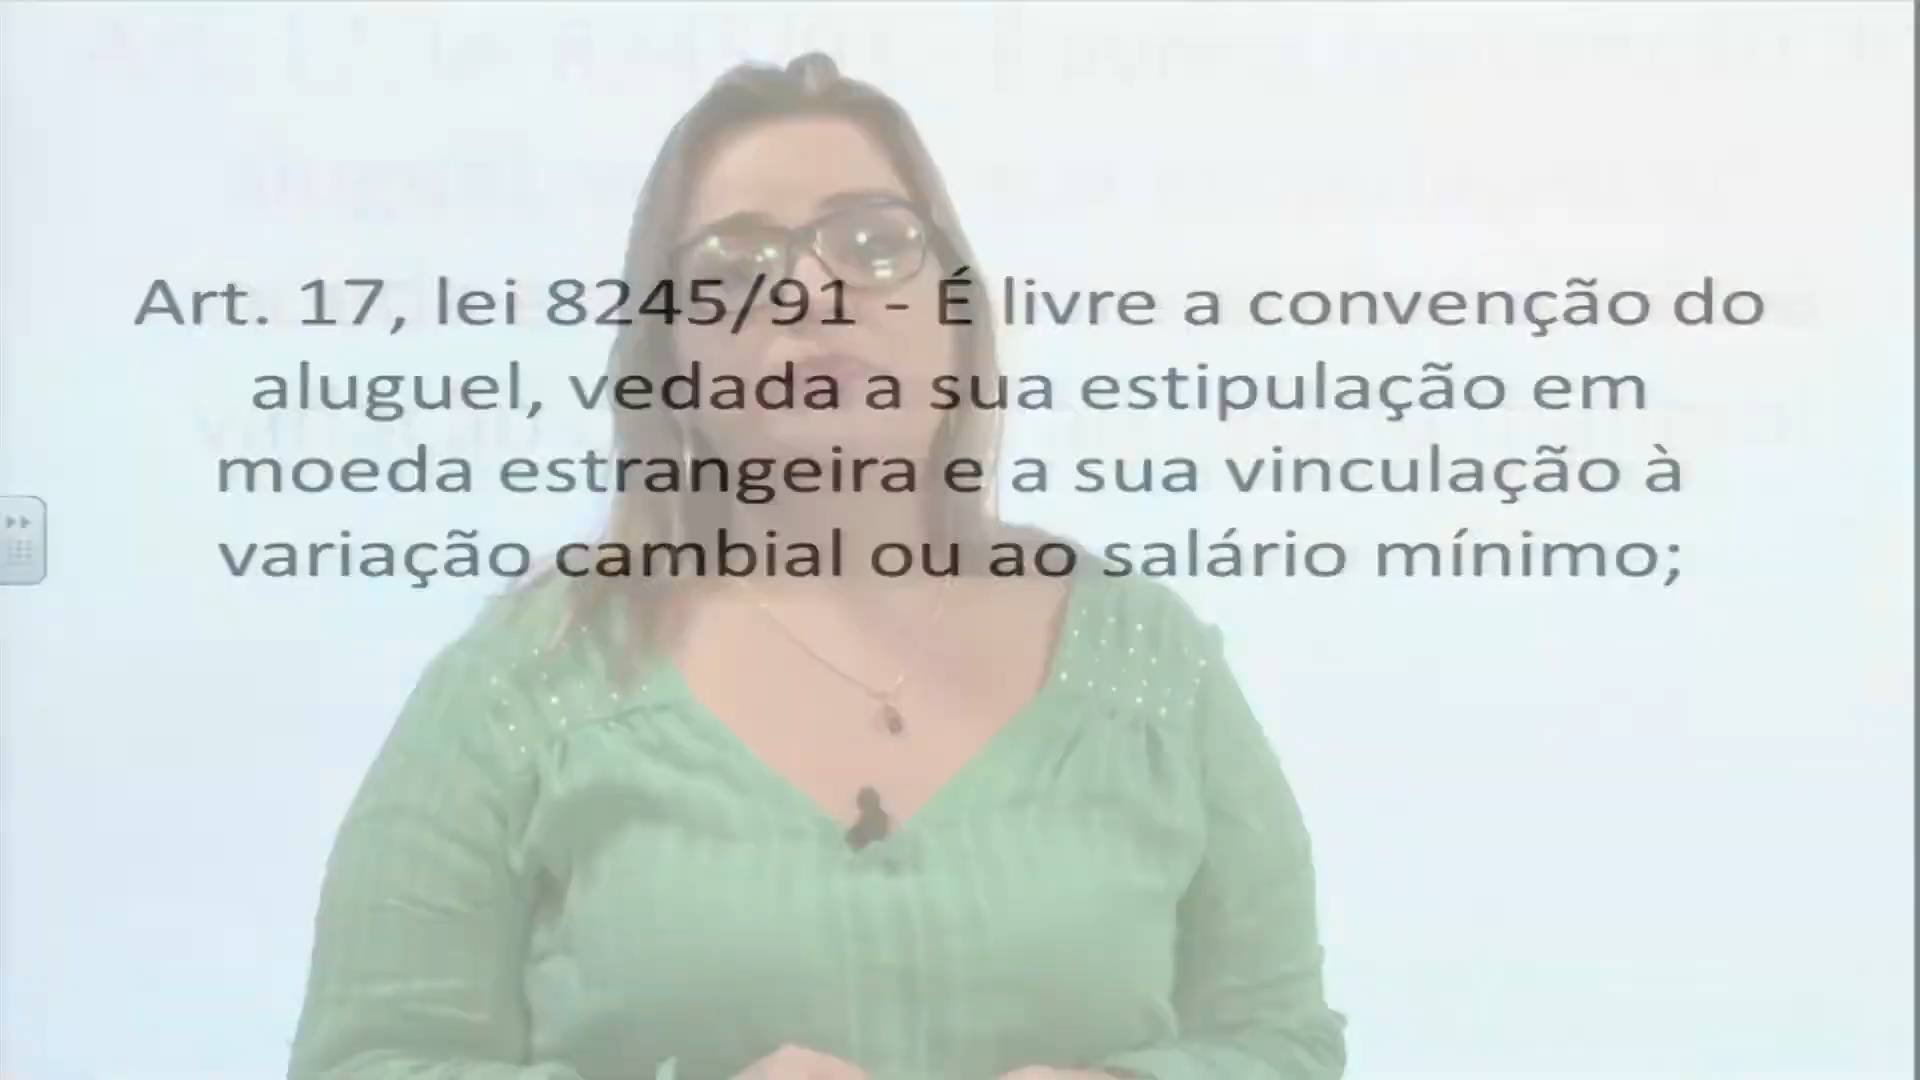 Art. 17, lei 8245/91 - É livre a convenção do
aluguel, vedada a sua estipulação em
moeda estrangeira e a sua vinculação à
variação cambial ou ao salário mínimo;